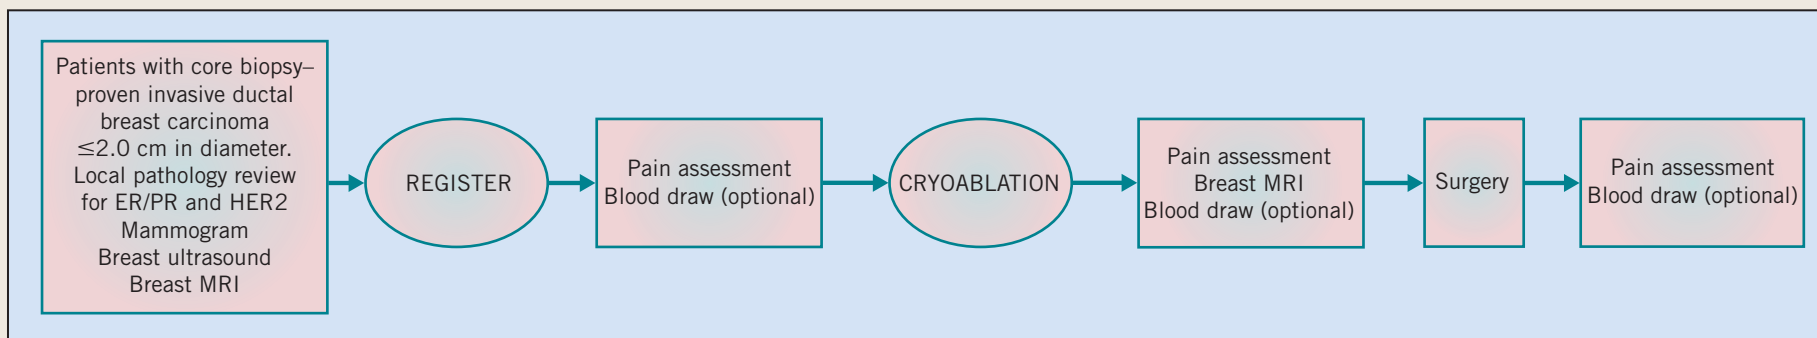 Patients with core biopsy–
proven invasive ductal
breast carcinoma
≤2.0 cm in diameter.
Local pathology review
for ER/PR and HER2
Mammogram
Breast ultrasound
Breast MRI
REGISTER
Pain assessment
Blood draw (optional)
CRYOABLATION
Pain assessment
Breast MRI
Blood draw (optional)
Surgery
Pain assessment
Blood draw (optional)